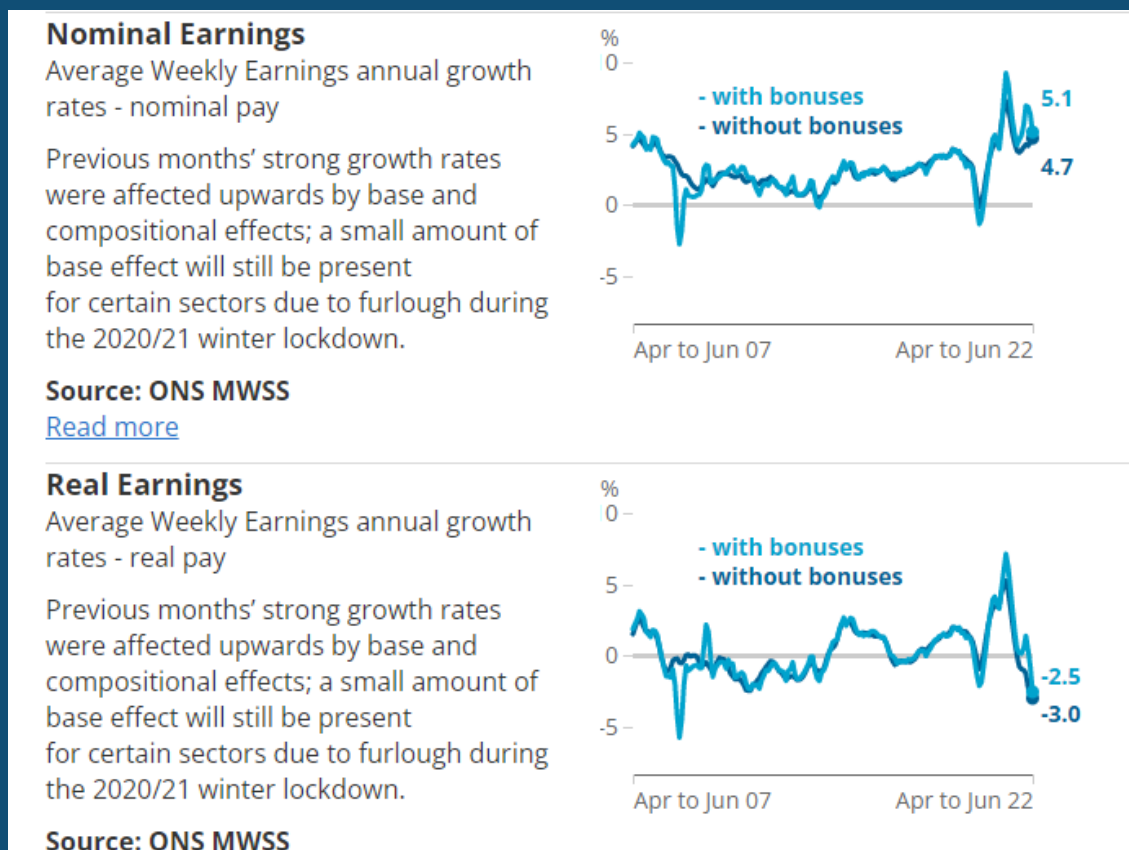 Nominal Earnings
Average Weekly Earnings annual growth
rates - nominal pay
Previous months’ strong growth rates
were affected upwards by base and
compositional effects; a small amount of
base effect will still be present
for certain sectors due to furlough during
the 2020/21 winter lockdown.
Source: ONS MWSS
Read more
%
0
- with bonuses
5.1
- without bonuses
5
4.7
0
-5
Apr to Jun 07 Apr to Jun 22
Real Earnings
Average Weekly Earnings annual growth
rates - real pay
Previous months’ strong growth rates
were affected upwards by base and
compositional effects; a small amount of
base effect will still be present
for certain sectors due to furlough during
the 2020/21 winter lockdown.
Source: ONS MWSS
%
0
- with bonuses
- without bonuses
5
0
-2.5
-3.0
-5
Apr to Jun 07 Apr to Jun 22